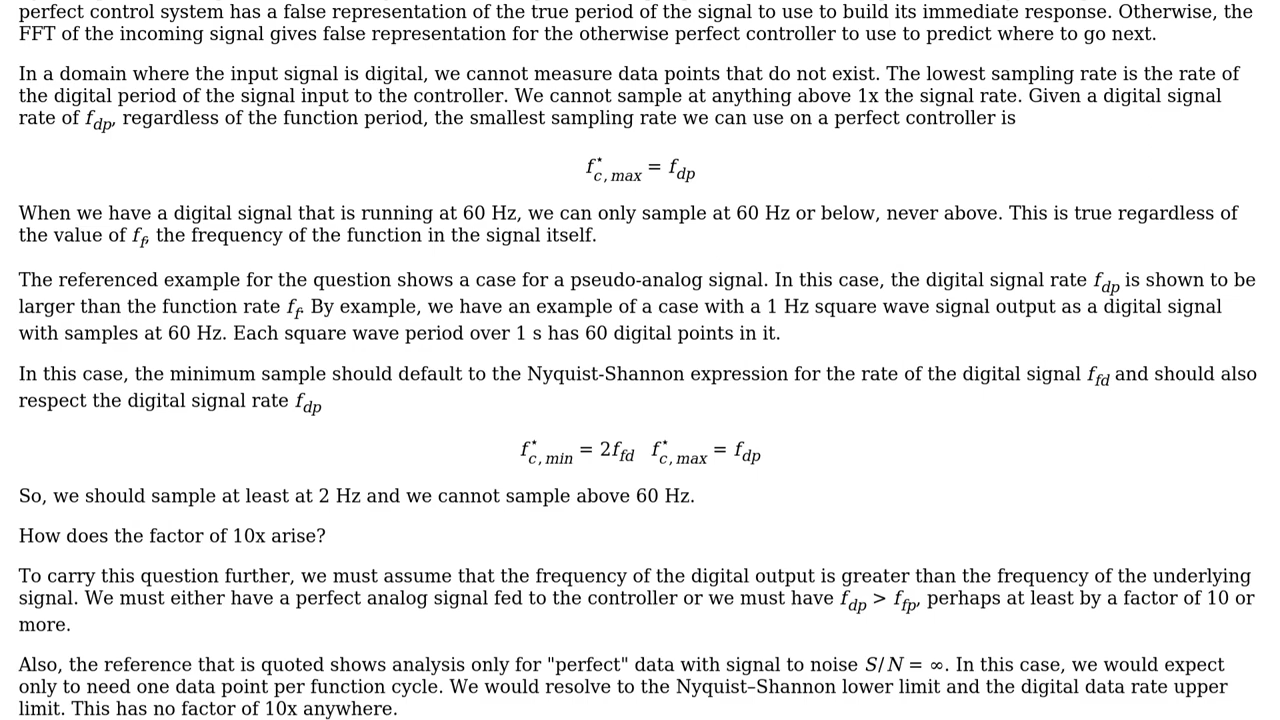 perfect control system has a false representation of the true period of the signal to use to build its immediate response. Otherwise, the
FFT of the incoming signal gives false representation for the otherwise perfect controller to use to predict where to go next.
In a domain where the input signal is digital, we cannot measure data points that do not exist. The lowest sampling rate is the rate of
the digital period of the signal input to the controller. We cannot sample at anything above 1x the signal rate. Given a digital signal
rate of f_dp, regardless of the function period, the smallest sampling rate we can use on a perfect controller is
f*_c, max = f_dp
When we have a digital signal that is running at 60 Hz, we can only sample at 60 Hz or below, never above. This is true regardless of
the value of f_f, the frequency of the function in the signal itself.
The referenced example for the question shows a case for a pseudo-analog signal. In this case, the digital signal rate f_dp is shown to be
larger than the function rate f_f. By example, we have an example of a case with a 1 Hz square wave signal output as a digital signal
with samples at 60 Hz. Each square wave period over 1 s has 60 digital points in it.
In this case, the minimum sample should default to the Nyquist-Shannon expression for the rate of the digital signal f_fd and should also
respect the digital signal rate f_dp
f*_c, min = 2f_fd f*_c, max = f_dp
So, we should sample at least at 2 Hz and we cannot sample above 60 Hz.
How does the factor of 10x arise?
To carry this question further, we must assume that the frequency of the digital output is greater than the frequency of the underlying
signal. We must either have a perfect analog signal fed to the controller or we must have f_dp > f_fp, perhaps at least by a factor of 10 or
more.
Also, the reference that is quoted shows analysis only for "perfect" data with signal to noise S/N = ∞. In this case, we would expect
only to need one data point per function cycle. We would resolve to the Nyquist–Shannon lower limit and the digital data rate upper
limit. This has no factor of 10x anywhere.